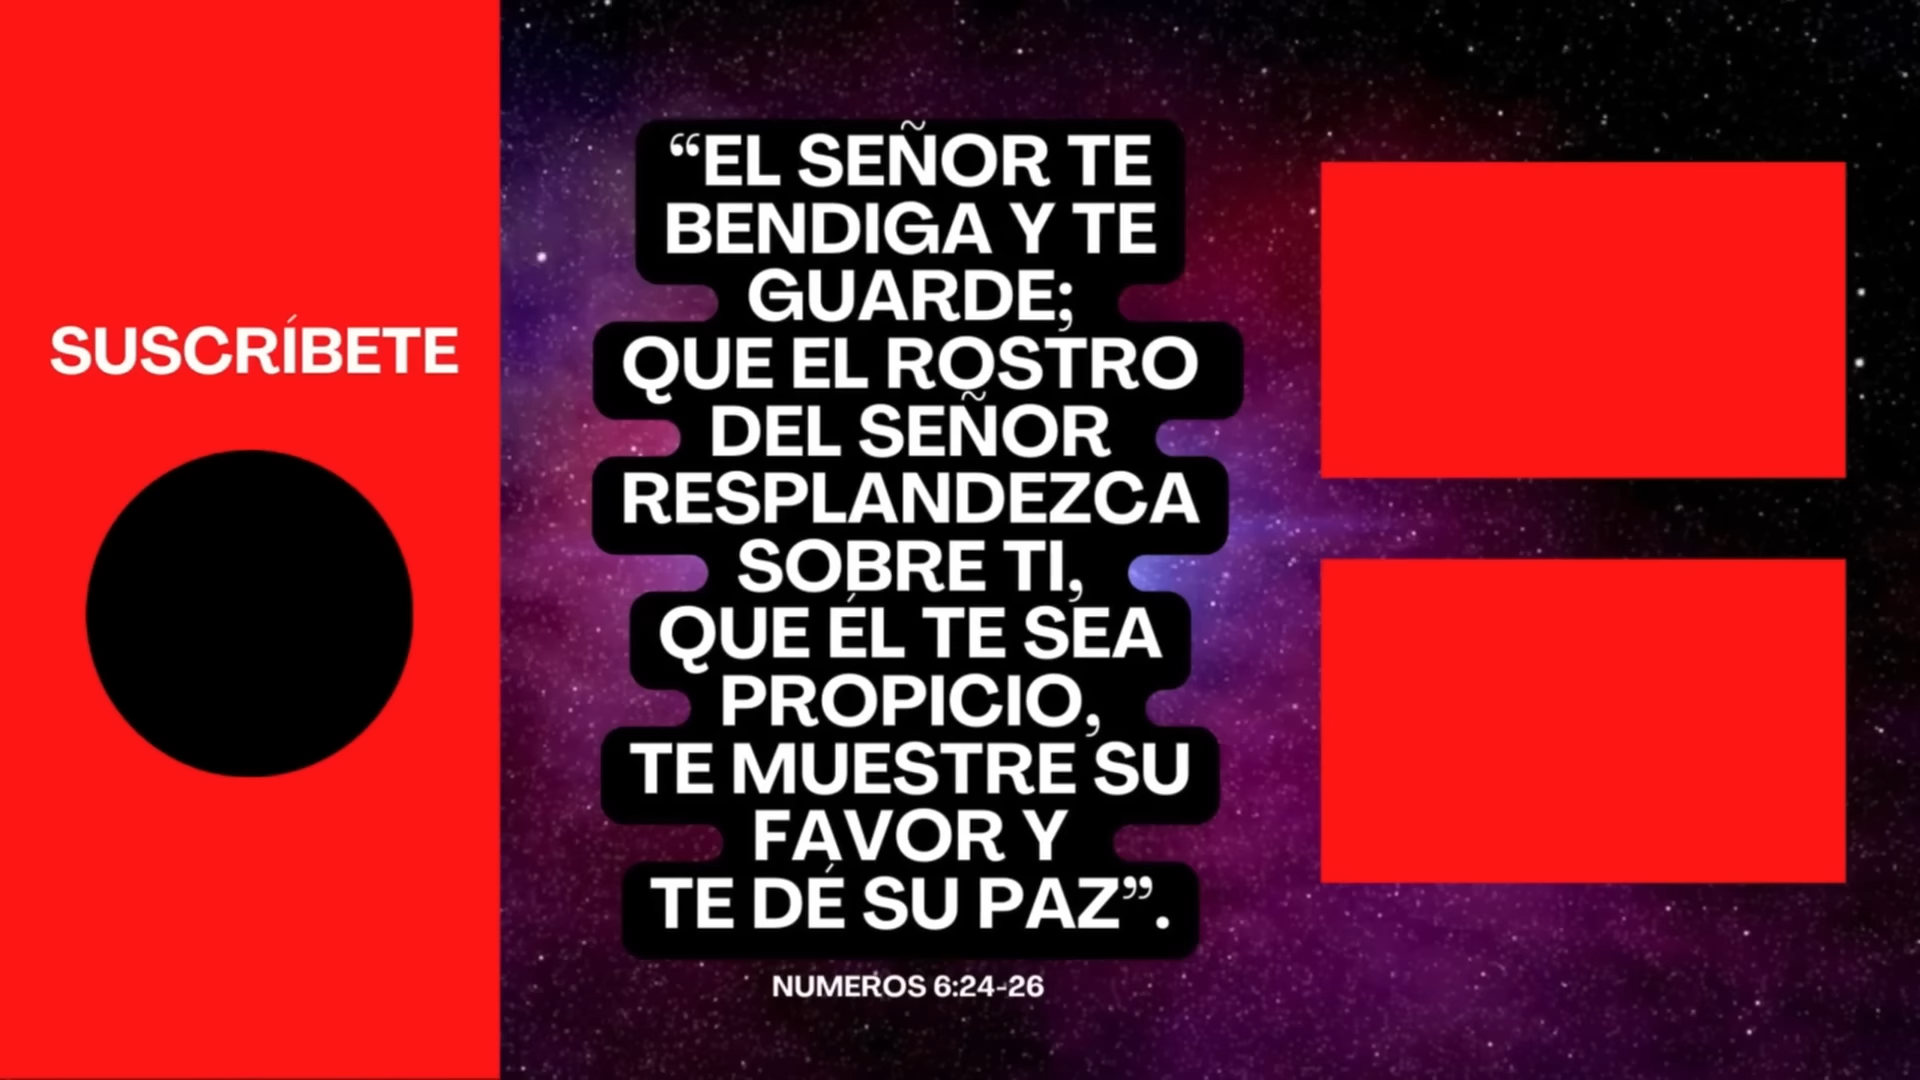 SUSCRÍBETE
“EL SEÑOR TE
BENDIGA Y TE
GUARDE;
QUE EL ROSTRO
DEL SEÑOR
RESPLANDEZCA
SOBRE TI,
QUE ÉL TE SEA
PROPICIO,
TE MUESTRE SU
FAVOR Y
TE DÉ SU PAZ”.
NUMEROS 6:24-26